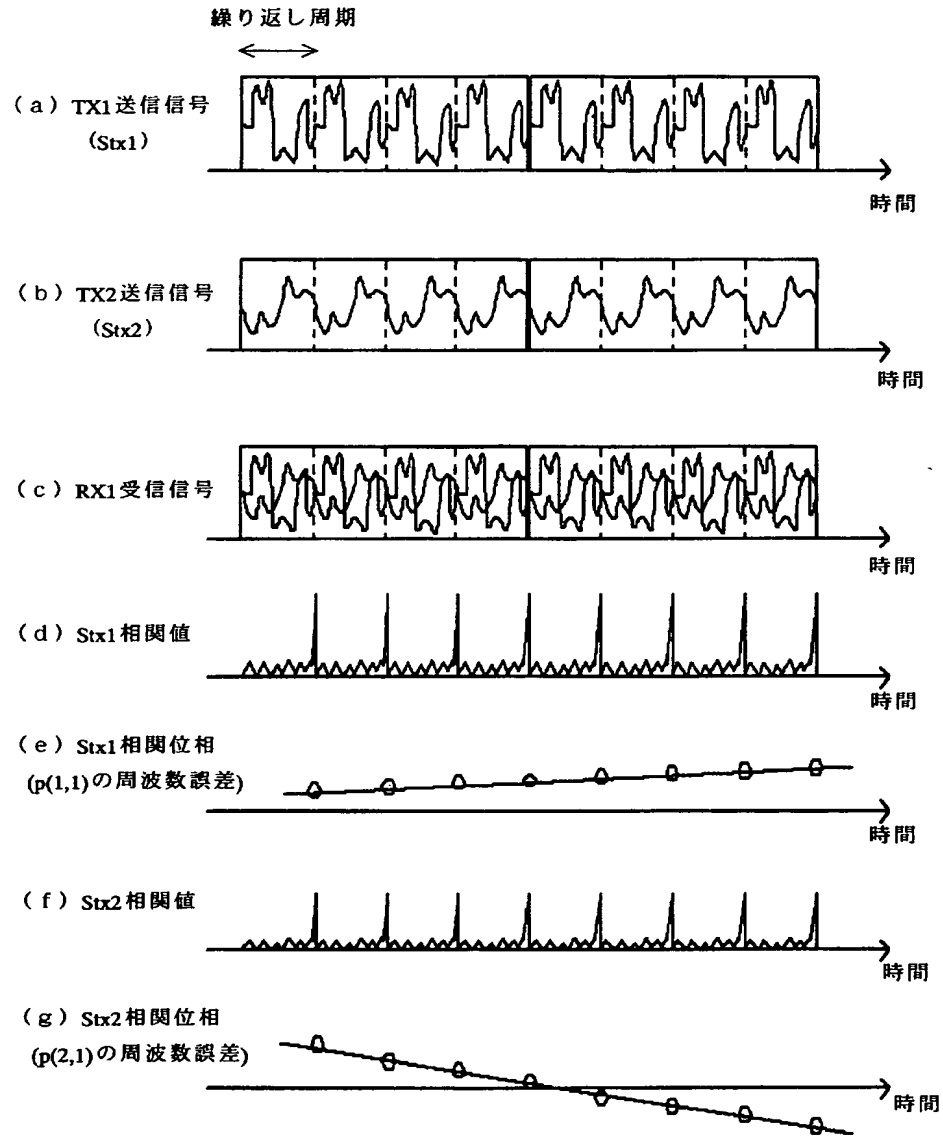 繰り返し周期
(a) TX1送信信号
(Stx1)
時間
(b) TX2送信信号
(Stx2)
時間
(c) RX1受信信号
時間
(d) Stx1相関値
時間
(e) Stx1相関位相
(p(1,1)の周波数誤差)
時間
(f) Stx2相関値
時間
(g) Stx2相関位相
(p(2,1)の周波数誤差)
時間